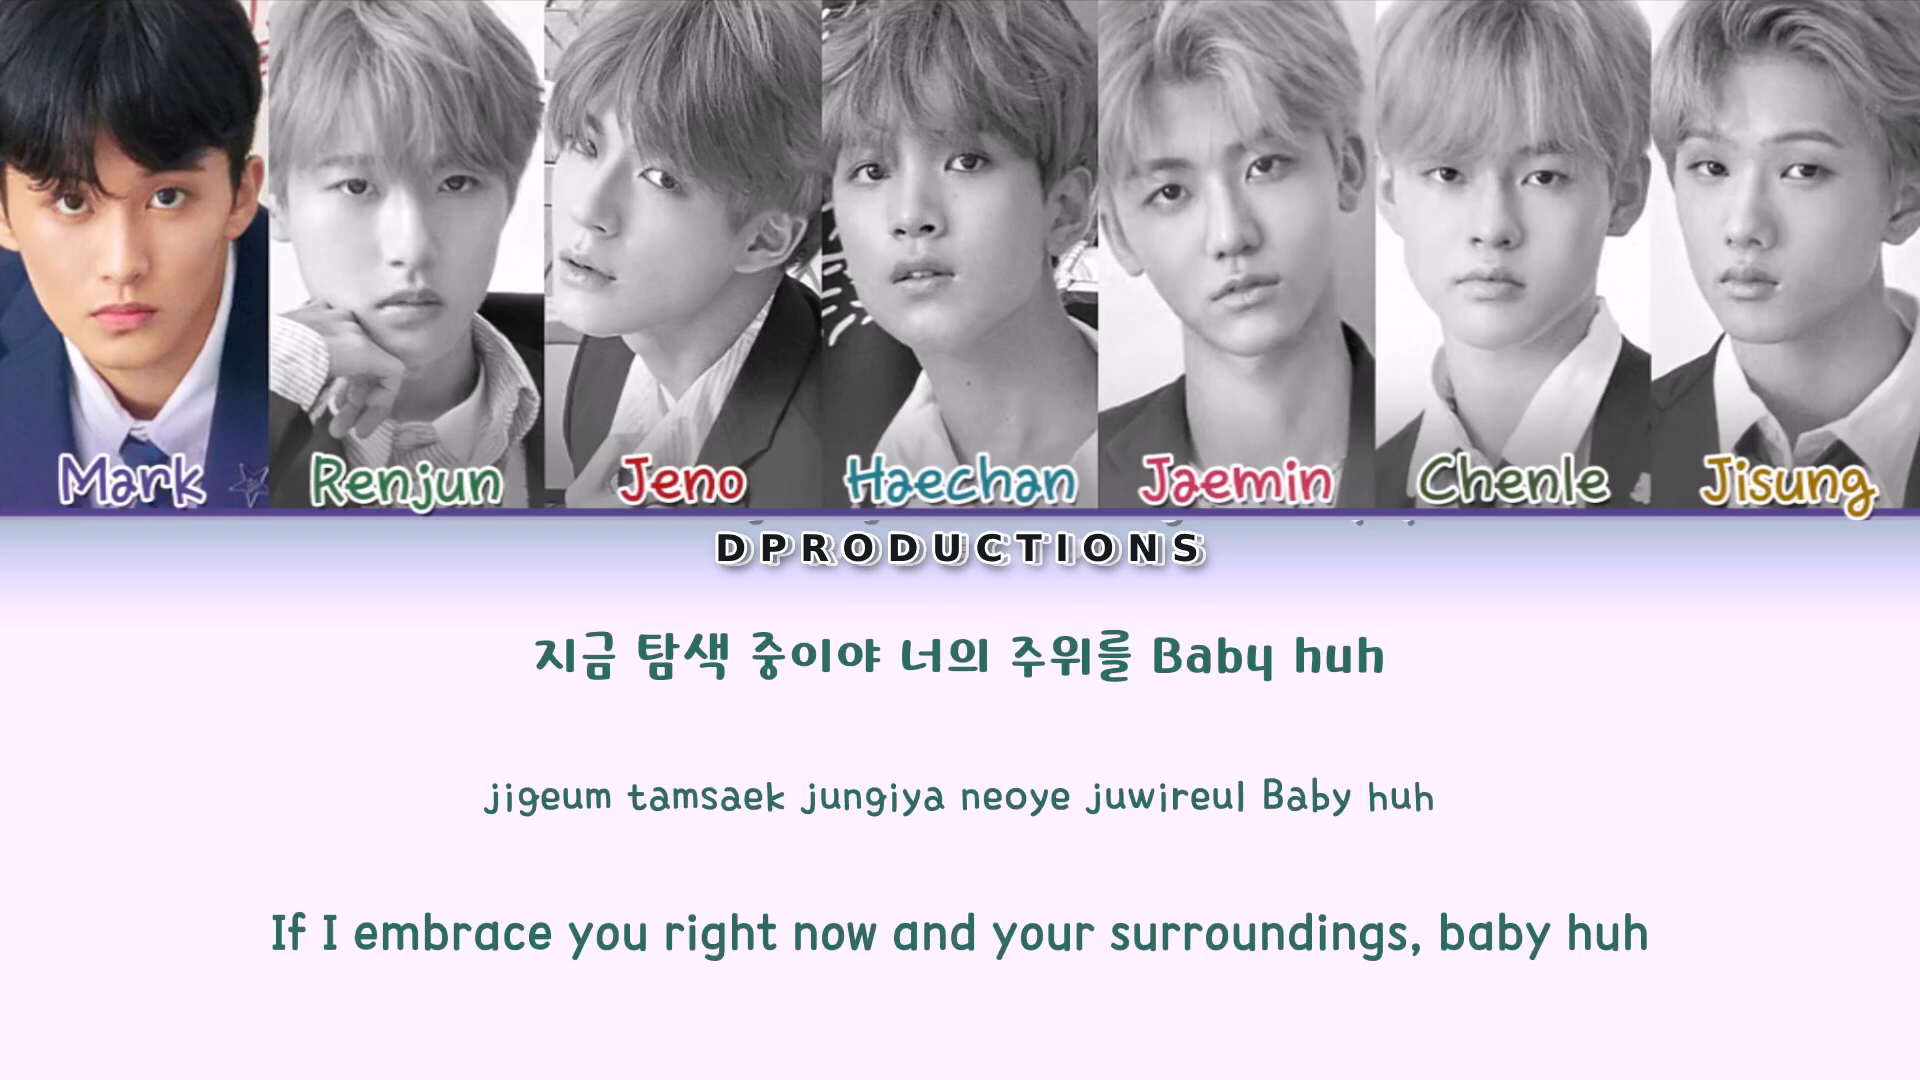 Mark Renjun Jeno Haechan Jaemin Chenle Jisung
DPRODUCTIONS
지금 탐색 중이야 너의 주위를 Baby huh
jigeum tamsaek jungiya neoye juwireul Baby huh
If I embrace you right now and your surroundings, baby huh